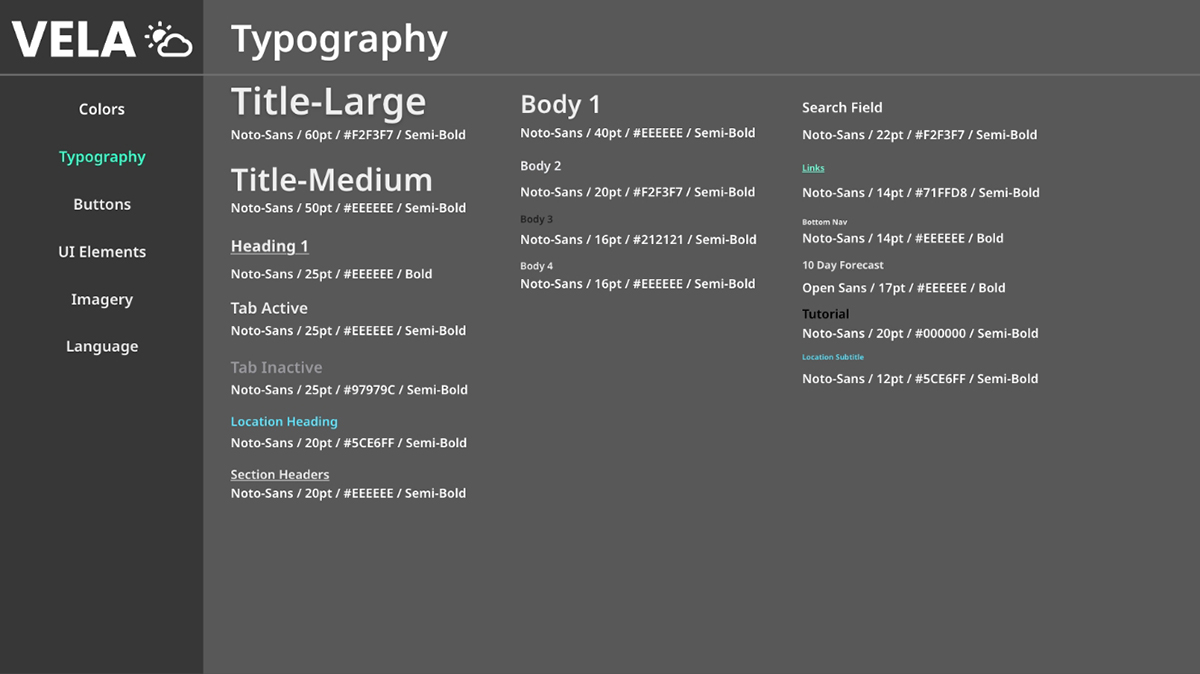 VELA
Typography
Colors
Typography
Buttons
UI Elements
Imagery
Language
Title-Large
Noto-Sans / 60pt / #F2F3F7 / Semi-Bold
Title-Medium
Noto-Sans / 50pt / #EEEEEE / Semi-Bold
Heading 1
Noto-Sans / 25pt / #EEEEEE / Bold
Tab Active
Noto-Sans / 25pt / #EEEEEE / Semi-Bold
Tab Inactive
Noto-Sans / 25pt / #97979C / Semi-Bold
Location Heading
Noto-Sans / 20pt / #5CE6FF / Semi-Bold
Section Headers
Noto-Sans / 20pt / #EEEEEE / Semi-Bold
Body 1
Noto-Sans / 40pt / #EEEEEE / Semi-Bold
Body 2
Noto-Sans / 20pt / #F2F3F7 / Semi-Bold
Body 3
Noto-Sans / 16pt / #212121 / Semi-Bold
Body 4
Noto-Sans / 16pt / #EEEEEE / Semi-Bold
Search Field
Noto-Sans / 22pt / #F2F3F7 / Semi-Bold
Links
Noto-Sans / 14pt / #71FFD8 / Semi-Bold
Bottom Nav
Noto-Sans / 14pt / #EEEEEE / Bold
10 Day Forecast
Open Sans / 17pt / #EEEEEE / Bold
Tutorial
Noto-Sans / 20pt / #000000 / Semi-Bold
Location Subtitle
Noto-Sans / 12pt / #5CE6FF / Semi-Bold